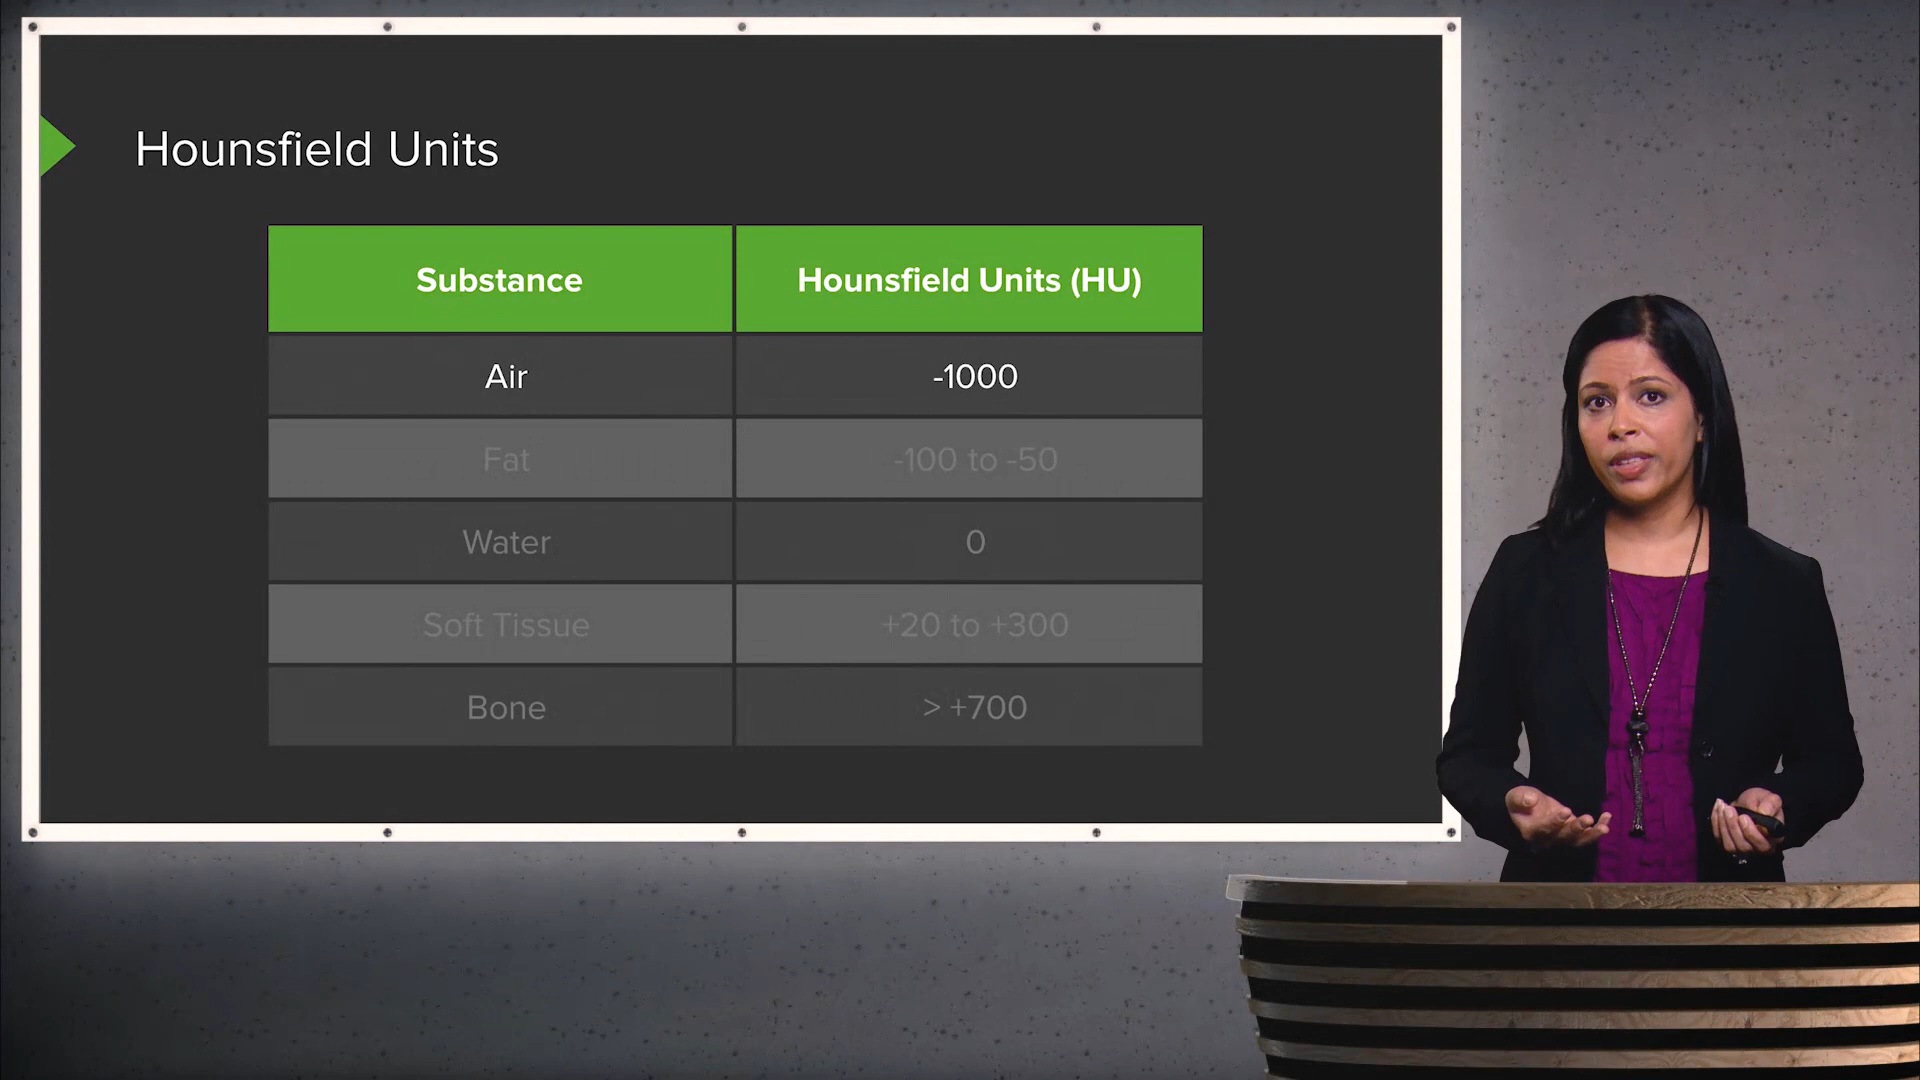 Hounsfield Units
Substance Hounsfield Units (HU)
Air -1000
Fat -100 to -50
Water 0
Soft Tissue +20 to +300
Bone > +700